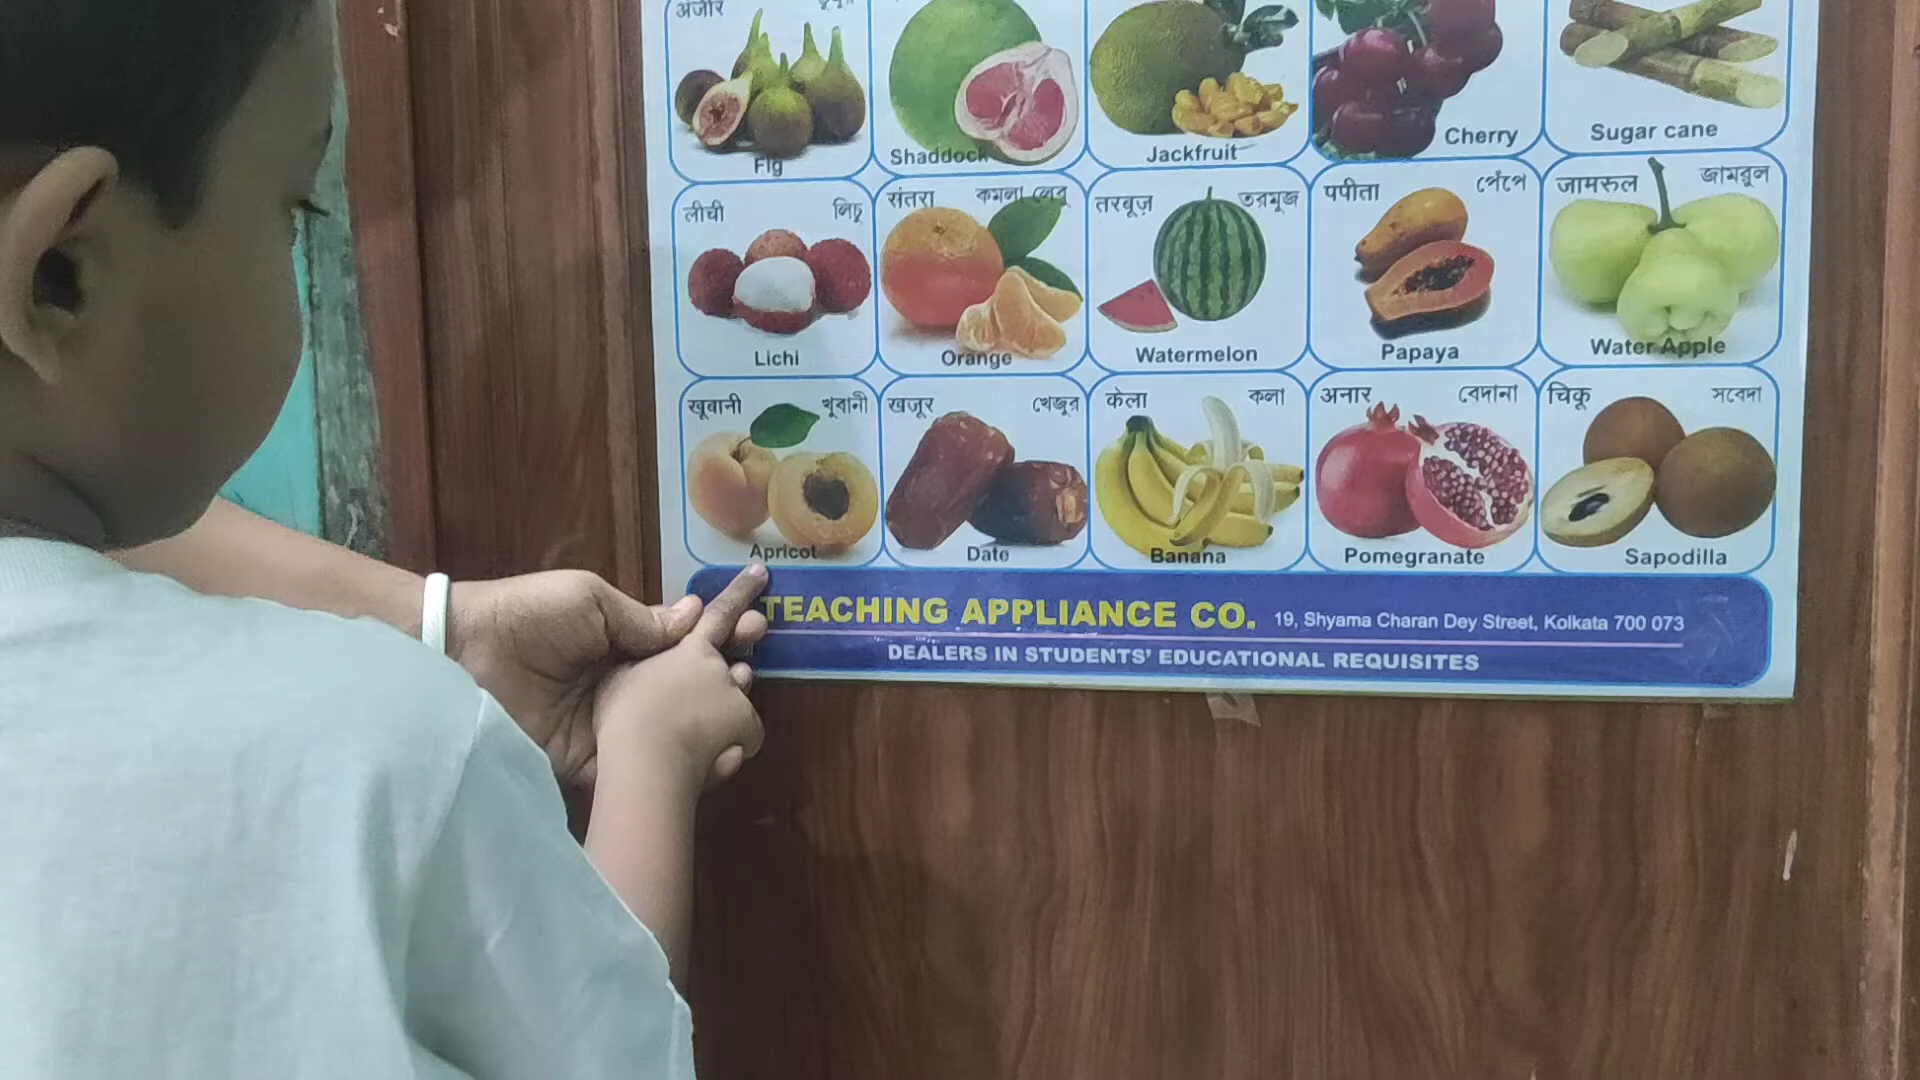 अंजीर
Fig
Shaddock
Jackfruit
Cherry
Sugar cane
लीची লিচু
Lichi
संतरा কমলা লেবু
Orange
तरबूज़ তরমুজ
Watermelon
पपीता পেঁপে
Papaya
जामरूल জামরুল
Water Apple
खूबानी খুবানী
Apricot
खजूर খেজুর
Date
केला কলা
Banana
अनार বেদানা
Pomegranate
चिकू সবেদা
Sapodilla
TEACHING APPLIANCE CO. 19, Shyama Charan Dey Street, Kolkata 700 073
DEALERS IN STUDENTS' EDUCATIONAL REQUISITES